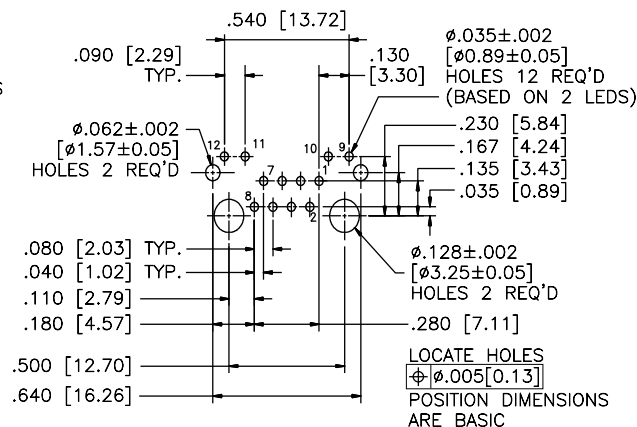 .540 [13.72]
.090 [2.29]
TYP.
.130
[3.30]
ø.035±.002
[ø0.89±0.05]
HOLES 12 REQ'D
(BASED ON 2 LEDS)
S
ø.062±.002
[ø1.57±0.05]
HOLES 2 REQ'D
12
11
10
9
7
1
8
2
.230 [5.84]
.167 [4.24]
.135 [3.43]
.035 [0.89]
.080 [2.03] TYP.
.040 [1.02] TYP.
.110 [2.79]
.180 [4.57]
.280 [7.11]
ø.128±.002
[ø3.25±0.05]
HOLES 2 REQ'D
.500 [12.70]
.640 [16.26]
LOCATE HOLES
⌖ ø.005[0.13]
POSITION DIMENSIONS
ARE BASIC